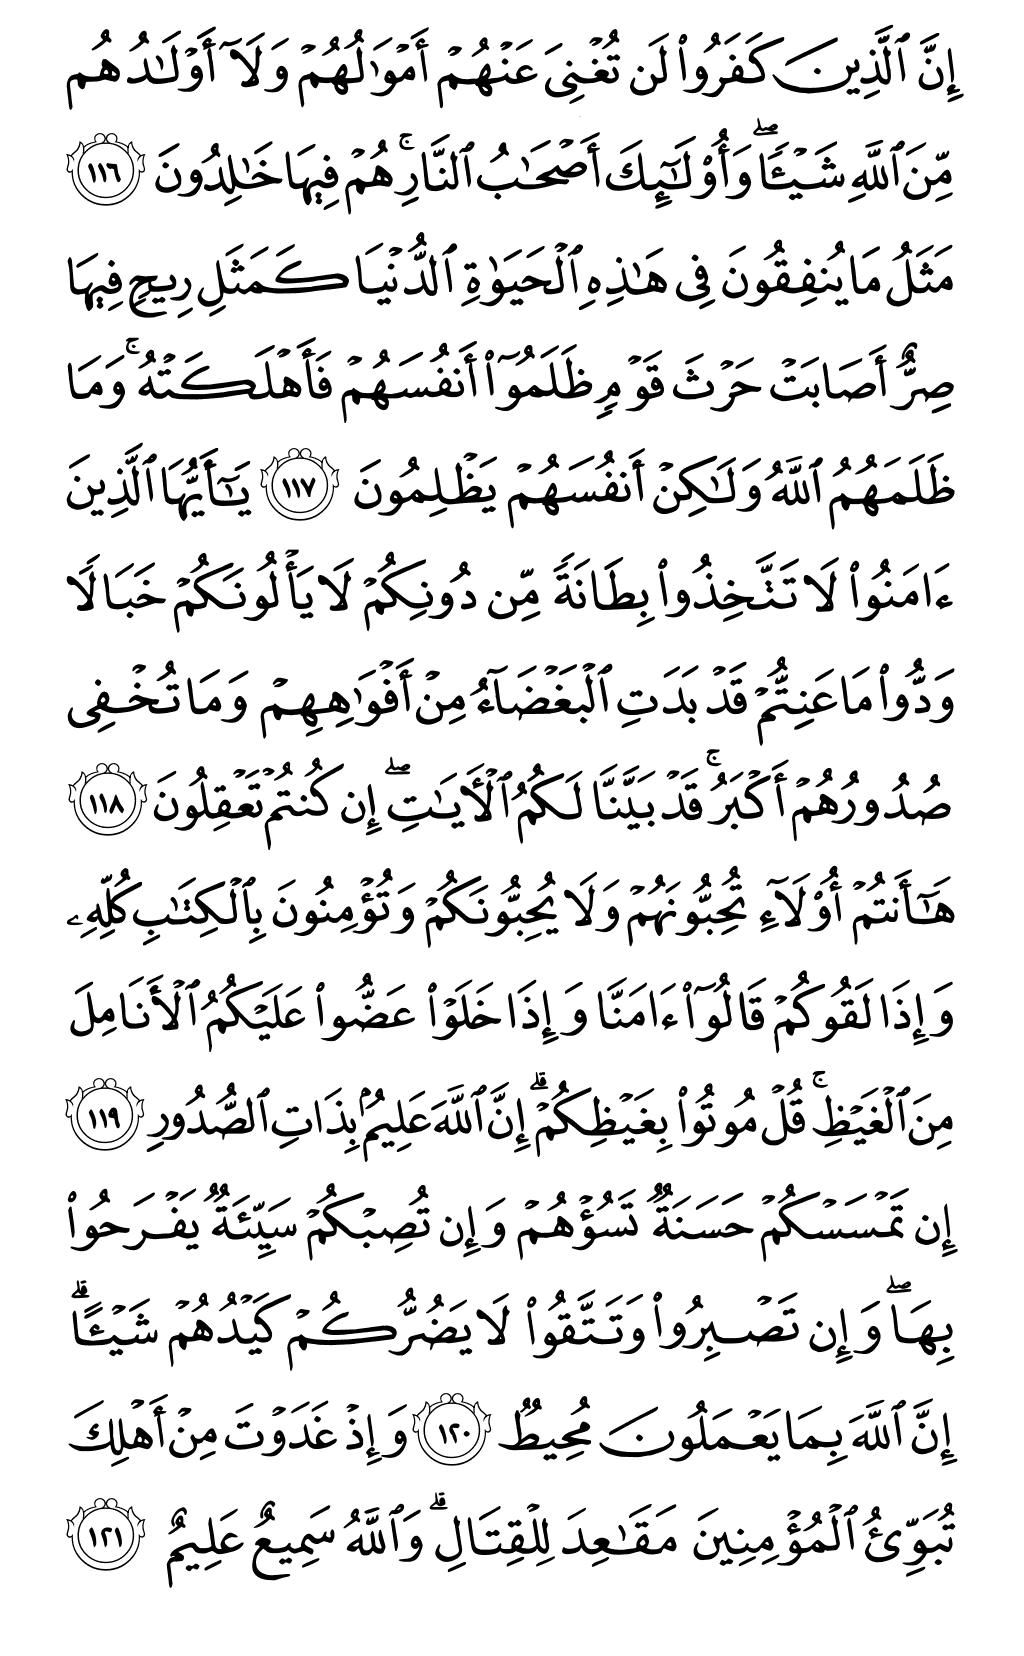 إِنَّ ٱلَّذِينَ كَفَرُوا۟ لَن تُغْنِىَ عَنْهُمْ أَمْوَٰلُهُمْ وَلَآ أَوْلَـٰدُهُم
مِّنَ ٱللَّهِ شَيْـًٔا ۖ وَأُو۟لَـٰٓئِكَ أَصْحَـٰبُ ٱلنَّارِ ۚ هُمْ فِيهَا خَـٰلِدُونَ ١١٦
مَثَلُ مَا يُنفِقُونَ فِى هَـٰذِهِ ٱلْحَيَوٰةِ ٱلدُّنْيَا كَمَثَلِ رِيحٍ فِيهَا
صِرٌّ أَصَابَتْ حَرْثَ قَوْمٍ ظَلَمُوٓا۟ أَنفُسَهُمْ فَأَهْلَكَتْهُ ۚ وَمَا
ظَلَمَهُمُ ٱللَّهُ وَلَـٰكِنْ أَنفُسَهُمْ يَظْلِمُونَ ١١٧ يَـٰٓأَيُّهَا ٱلَّذِينَ
ءَامَنُوا۟ لَا تَتَّخِذُوا۟ بِطَانَةً مِّن دُونِكُمْ لَا يَأْلُونَكُمْ خَبَالًا
وَدُّوا۟ مَا عَنِتُّمْ قَدْ بَدَتِ ٱلْبَغْضَآءُ مِنْ أَفْوَٰهِهِمْ وَمَا تُخْفِى
صُدُورُهُمْ أَكْبَرُ ۚ قَدْ بَيَّنَّا لَكُمُ ٱلْـَٔايَـٰتِ ۖ إِن كُنتُمْ تَعْقِلُونَ ١١٨
هَـٰٓأَنتُمْ أُو۟لَآءِ تُحِبُّونَهُمْ وَلَا يُحِبُّونَكُمْ وَتُؤْمِنُونَ بِٱلْكِتَـٰبِ كُلِّهِۦ
وَإِذَا لَقُوكُمْ قَالُوٓا۟ ءَامَنَّا وَإِذَا خَلَوْا۟ عَضُّوا۟ عَلَيْكُمُ ٱلْأَنَامِلَ
مِنَ ٱلْغَيْظِ ۚ قُلْ مُوتُوا۟ بِغَيْظِكُمْ ۗ إِنَّ ٱللَّهَ عَلِيمٌۢ بِذَاتِ ٱلصُّدُورِ ١١٩
إِن تَمْسَسْكُمْ حَسَنَةٌ تَسُؤْهُمْ وَإِن تُصِبْكُمْ سَيِّئَةٌ يَفْرَحُوا۟
بِهَا ۖ وَإِن تَصْبِرُوا۟ وَتَتَّقُوا۟ لَا يَضُرُّكُمْ كَيْدُهُمْ شَيْـًٔا ۗ
إِنَّ ٱللَّهَ بِمَا يَعْمَلُونَ مُحِيطٌ ١٢٠ وَإِذْ غَدَوْتَ مِنْ أَهْلِكَ
تُبَوِّئُ ٱلْمُؤْمِنِينَ مَقَـٰعِدَ لِلْقِتَالِ ۗ وَٱللَّهُ سَمِيعٌ عَلِيمٌ ١٢١